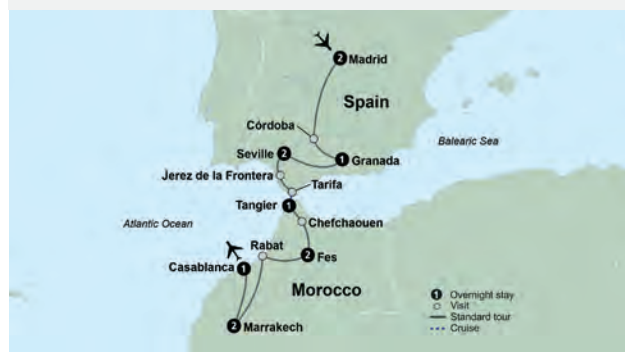 2 Madrid
Spain
Córdoba
Balearic Sea
Seville 2
1 Granada
Jerez de la Frontera
Tarifa
Tangier 1
Atlantic Ocean
Chefchaouen
Rabat
2 Fes
Casablanca 1
Morocco
2 Marrakech
1 Overnight stay
Visit
Standard tour
Cruise